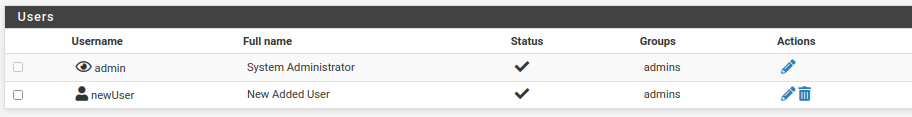 Users
Username Full name Status Groups Actions
admin System Administrator admins
newUser New Added User admins